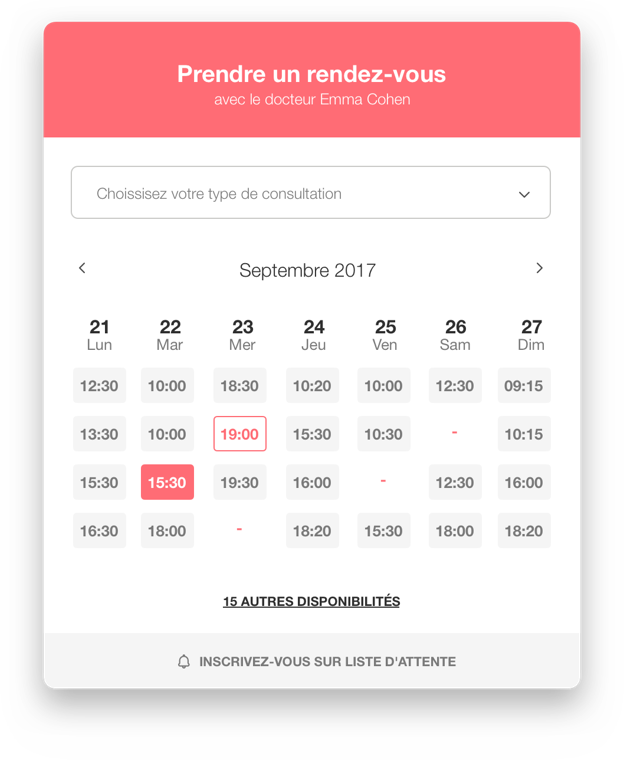 Prendre un rendez-vous
avec le docteur Emma Cohen
Choissisez votre type de consultation
Septembre 2017
21 22 23 24 25 26 27
Lun Mar Mer Jeu Ven Sam Dim
12:30 10:00 18:30 10:20 10:00 12:30 09:15
13:30 10:00 19:00 15:30 10:30 - 10:15
15:30 15:30 19:30 16:00 - 12:30 16:00
16:30 18:00 - 18:20 15:30 18:00 18:20
15 AUTRES DISPONIBILITÉS
INSCRIVEZ-VOUS SUR LISTE D'ATTENTE